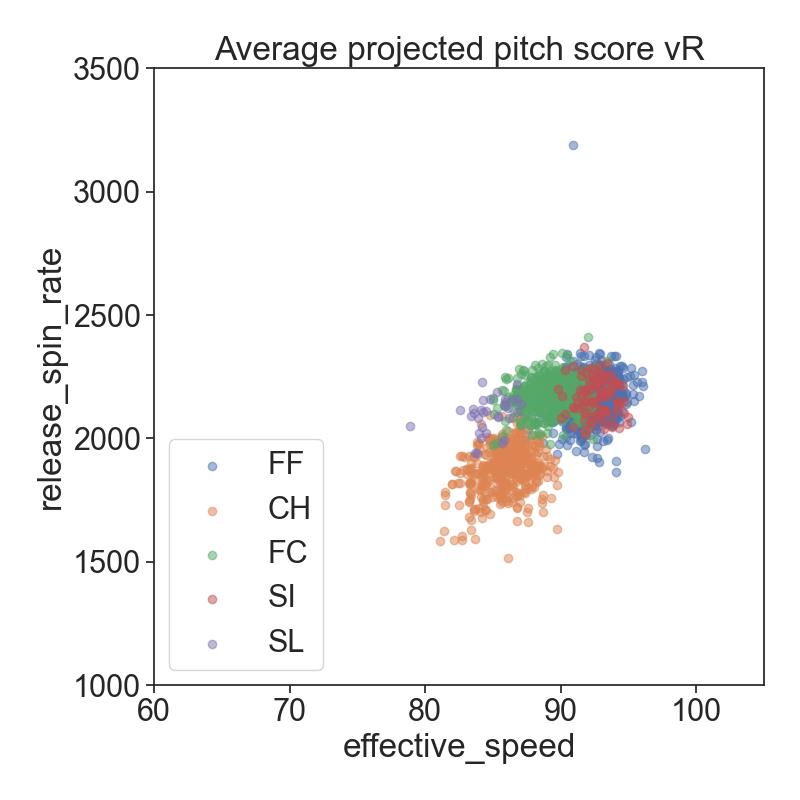 Average projected pitch score vR
3500
3000
2500
2000
1500
1000
release_spin_rate
FF
CH
FC
SI
SL
60 70 80 90 100
effective_speed